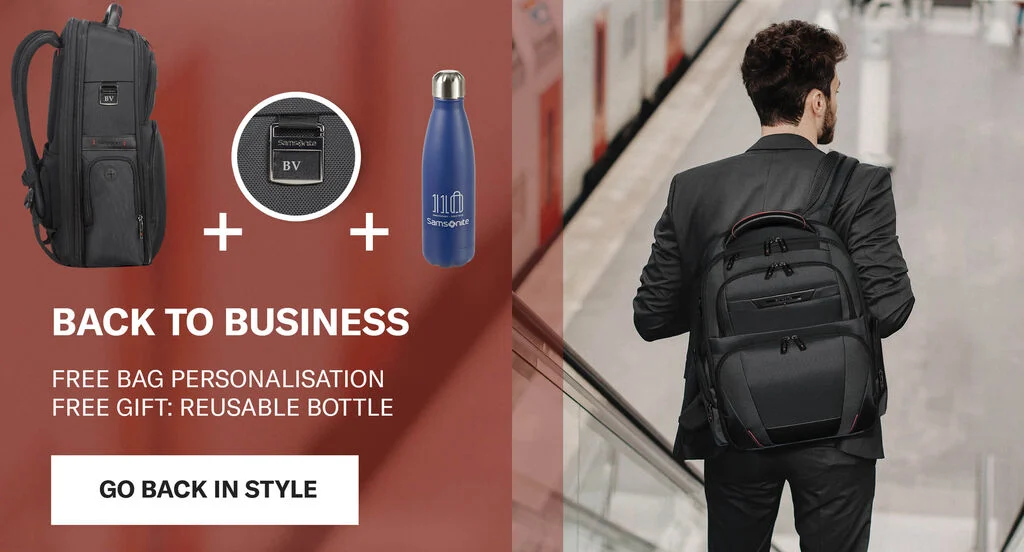 BV
Samsonite
BV
110
Samsonite
BACK TO BUSINESS
FREE BAG PERSONALISATION
FREE GIFT: REUSABLE BOTTLE
GO BACK IN STYLE